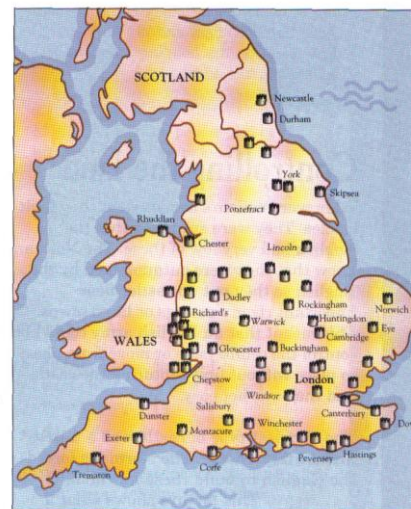 SCOTLAND
Newcastle
Durham
York
Skipsea
Pontefract
Rhuddlan
Chester
Lincoln
Dudley
Rockingham
Norwich
Richard's
Warwick
Huntingdon
Eye
Cambridge
WALES
Gloucester
Buckingham
Chepstow
London
Windsor
Dunster
Salisbury
Canterbury
Winchester
Do
Exeter
Montacute
Hastings
Pevensey
Corfe
Trematon